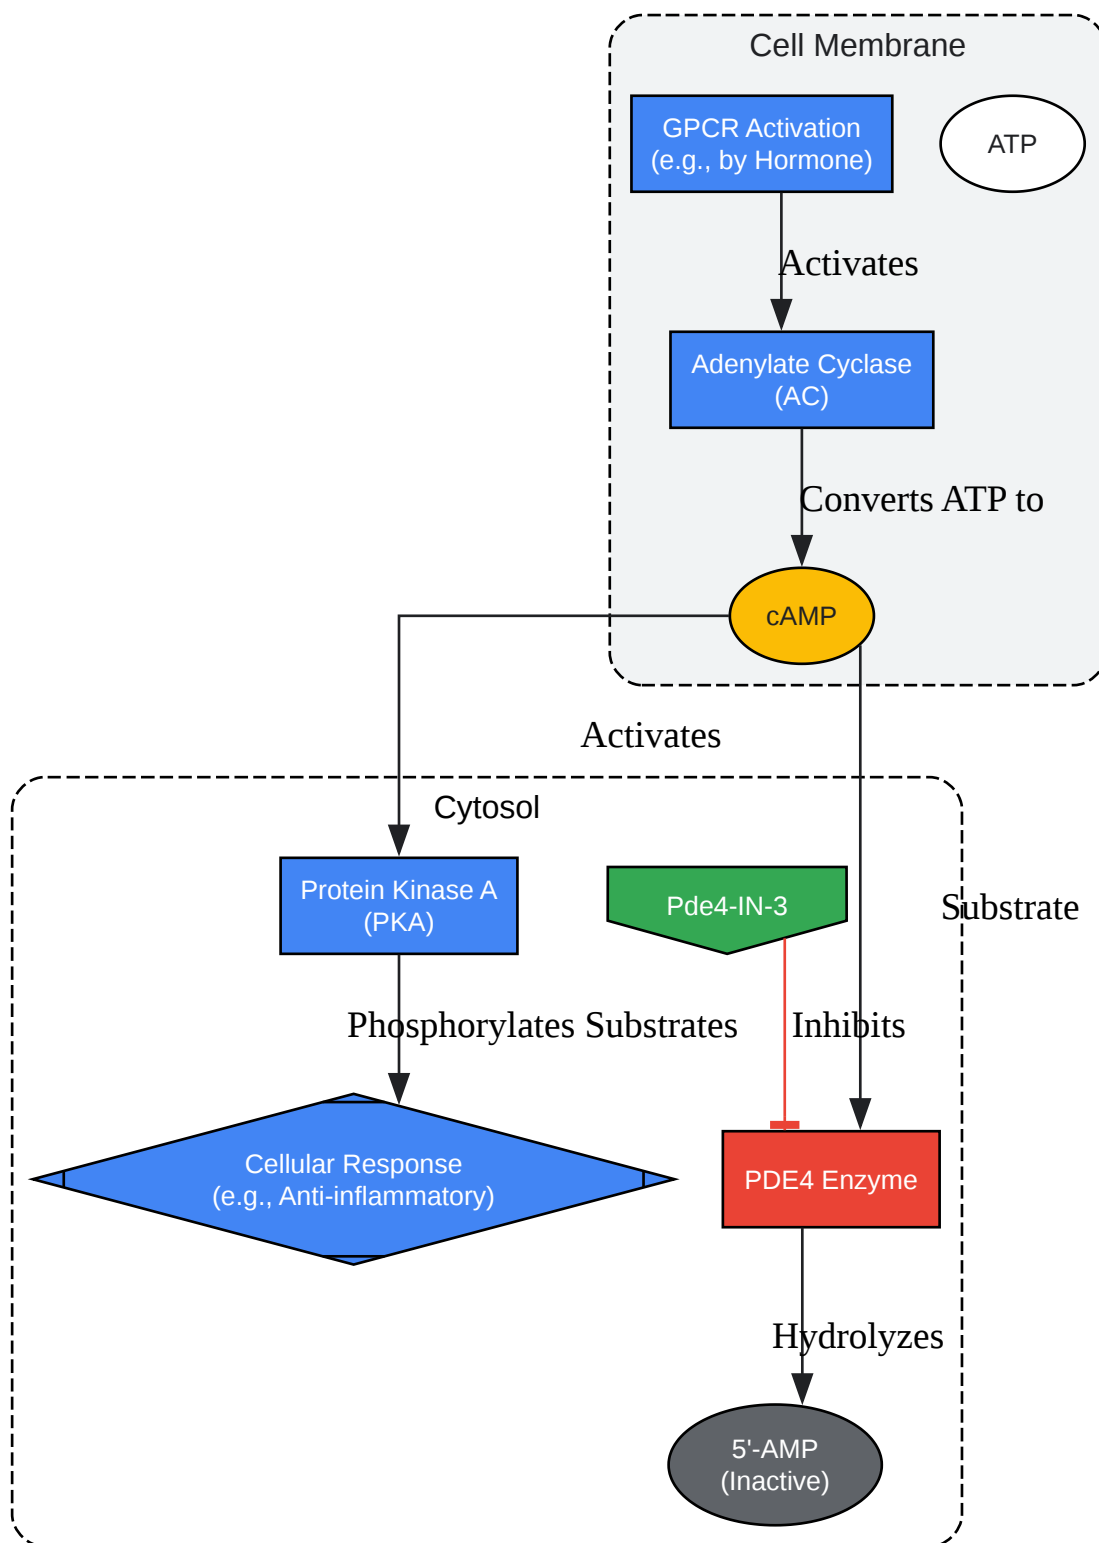 Cell Membrane
GPCR Activation
(e.g., by Hormone)
ATP
Activates
Adenylate Cyclase
(AC)
Converts ATP to
cAMP
Activates
Cytosol
Protein Kinase A
(PKA)
Pde4-IN-3
Substrate
Phosphorylates Substrates
Inhibits
Cellular Response
(e.g., Anti-inflammatory)
PDE4 Enzyme
Hydrolyzes
5'-AMP
(Inactive)